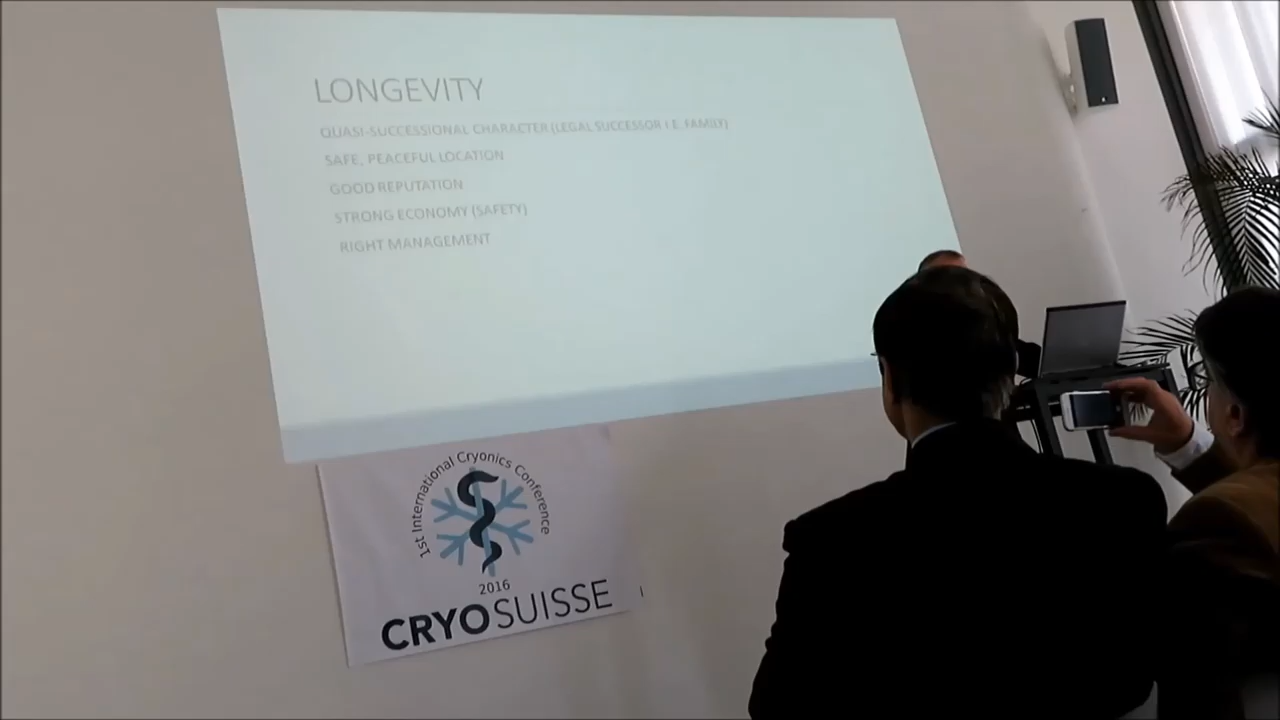 LONGEVITY
QUASI-SUCCESSIONAL CHARACTER (LEGAL SUCCESSOR I.E. FAMILY)
SAFE, PEACEFUL LOCATION
GOOD REPUTATION
STRONG ECONOMY (SAFETY)
RIGHT MANAGEMENT
1st International Cryonics Conference
2016
CRYOSUISSE